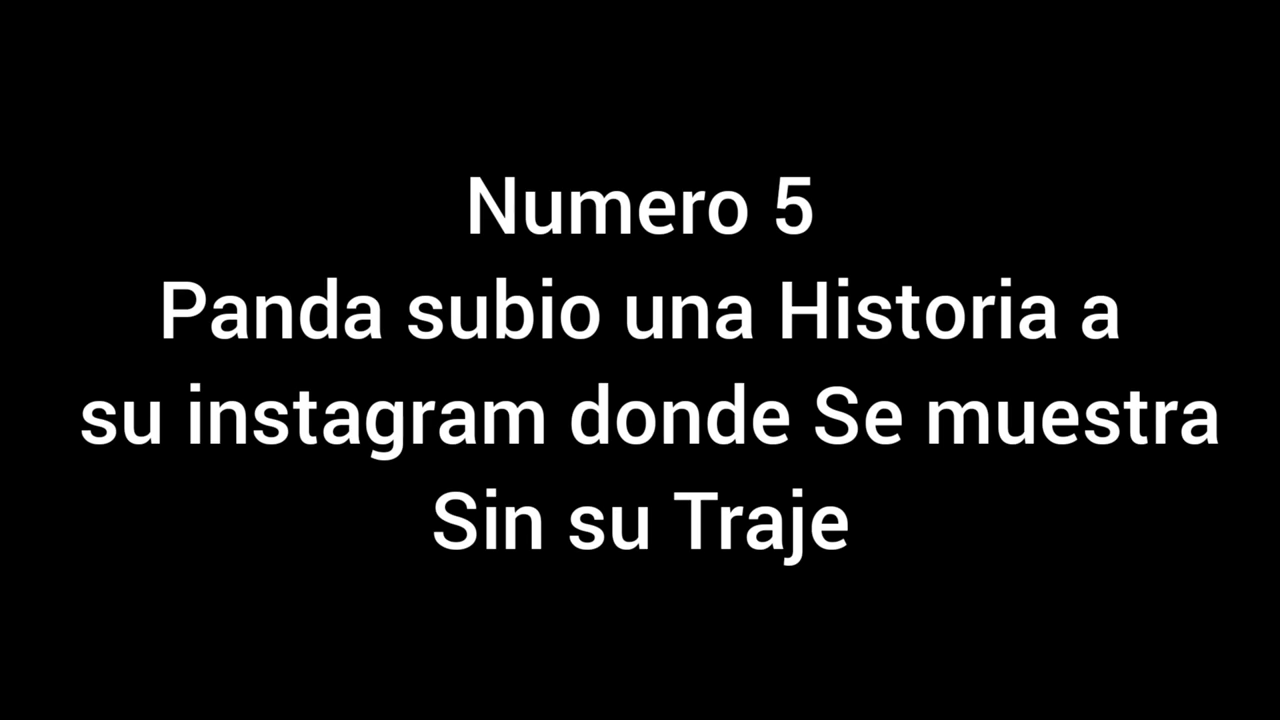 Numero 5
Panda subio una Historia a
su instagram donde Se muestra
Sin su Traje